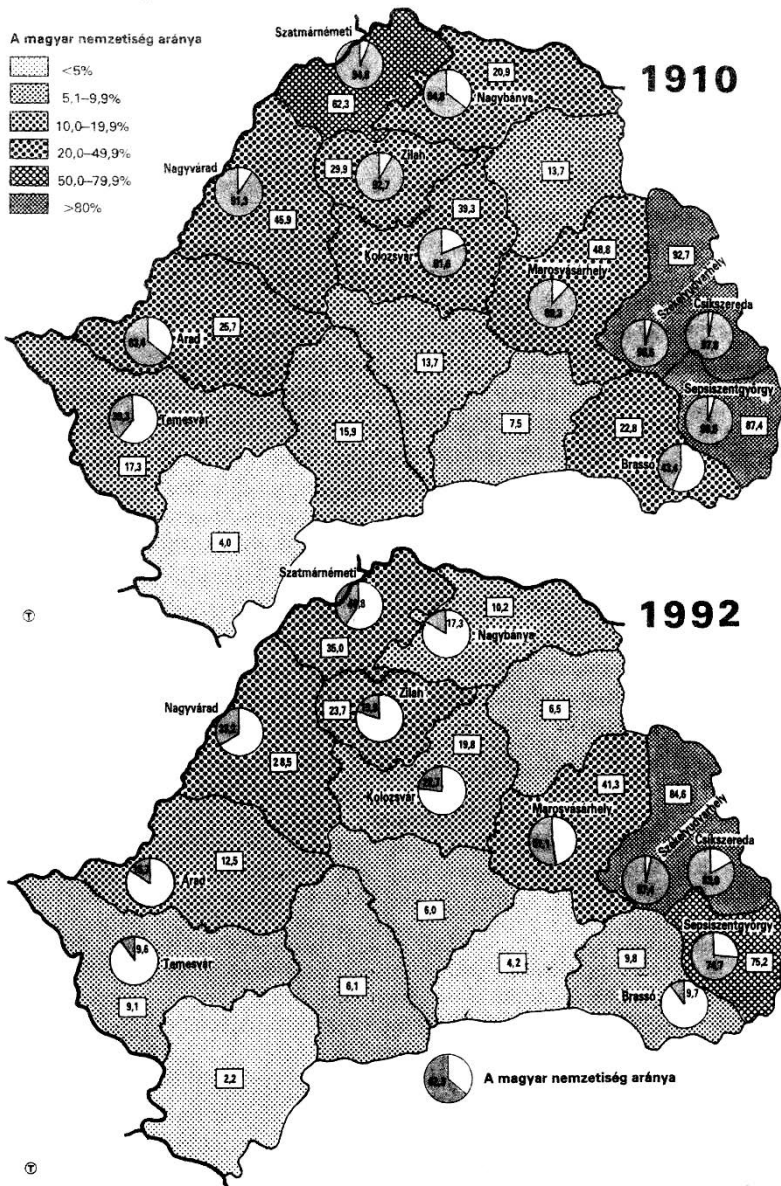 A magyar nemzetiség aránya
<5%
5,1–9,9%
10,0–19,9%
20,0–49,9%
50,0–79,9%
>80%
1910
Szatmárnémeti
62,3
20,9
Nagybánya
Nagyvárad
29,9
Zilah
13,7
45,9
39,3
Kolozsvár
48,8
Marosvásárhely
92,7
Székelyudvarhely
Csíkszereda
Arad
25,7
13,7
Sepsiszentgyörgy
87,4
Temesvár
15,9
7,5
22,8
Brassó
17,3
4,0
T
1992
Szatmárnémeti
10,2
17,3
Nagybánya
35,0
Nagyvárad
23,7
Zilah
6,5
28,5
19,8
Kolozsvár
41,3
Marosvásárhely
84,6
Székelyudvarhely
Csíkszereda
12,5
Arad
6,0
Sepsiszentgyörgy
75,2
9,6
Temesvár
4,2
9,8
9,1
6,1
Brassó
9,7
2,2
A magyar nemzetiség aránya
T